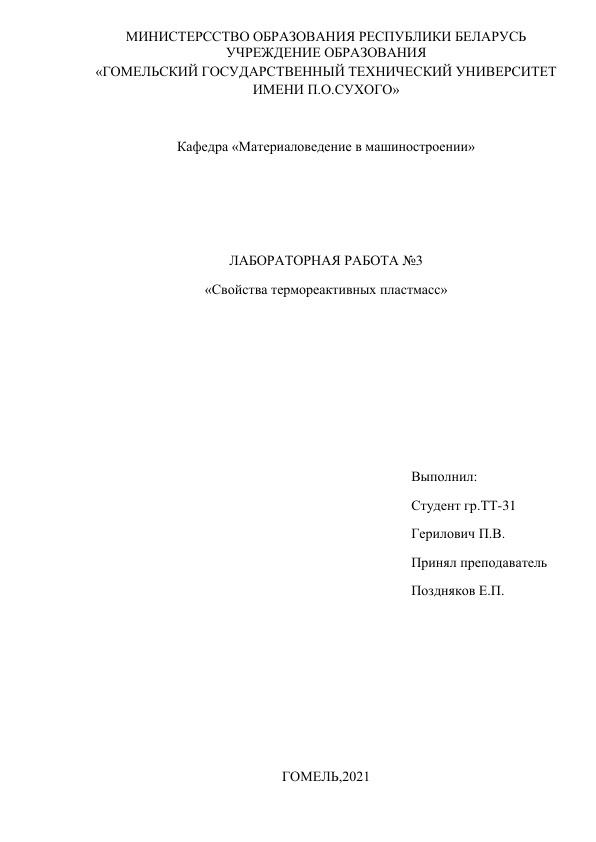 МИНИСТЕРССТВО ОБРАЗОВАНИЯ РЕСПУБЛИКИ БЕЛАРУСЬ
УЧРЕЖДЕНИЕ ОБРАЗОВАНИЯ
«ГОМЕЛЬСКИЙ ГОСУДАРСТВЕННЫЙ ТЕХНИЧЕСКИЙ УНИВЕРСИТЕТ
ИМЕНИ П.О.СУХОГО»
Кафедра «Материаловедение в машиностроении»
ЛАБОРАТОРНАЯ РАБОТА №3
«Свойства термореактивных пластмасс»
Выполнил:
Студент гр.ТТ-31
Герилович П.В.
Принял преподаватель
Поздняков Е.П.
ГОМЕЛЬ,2021